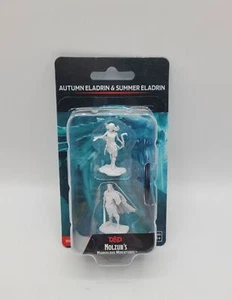 AUTUMN ELADRIN & SUMMER ELADRIN
D&D
NOLZUR'S
MARVELOUS MINIATURES